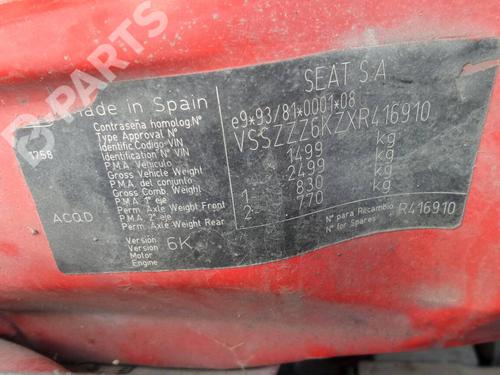 B-PARTS
SEAT S.A
Made in Spain
e9*93/81*0001*08
Contraseña homolog.Nº
Type Approval Nº
VSSZZZ6KZXR416910
Identific.Codigo VIN
Identification Nº VIN
1758
P.M.A. Vehiculo
Gross Vehicle Weight
1499 kg
P.M.A. del conjunto
Gross Comb. Weight
2499 kg
P.M.A. 1º eje
Perm. Axle Weight Front
1- 830 kg
ACQD
P.M.A. 2º eje
Perm. Axle Weight Rear
2- 770 kg
Nº para Recambio
Nº for Spares
R416910
Version
Version
6K
Motor
Engine